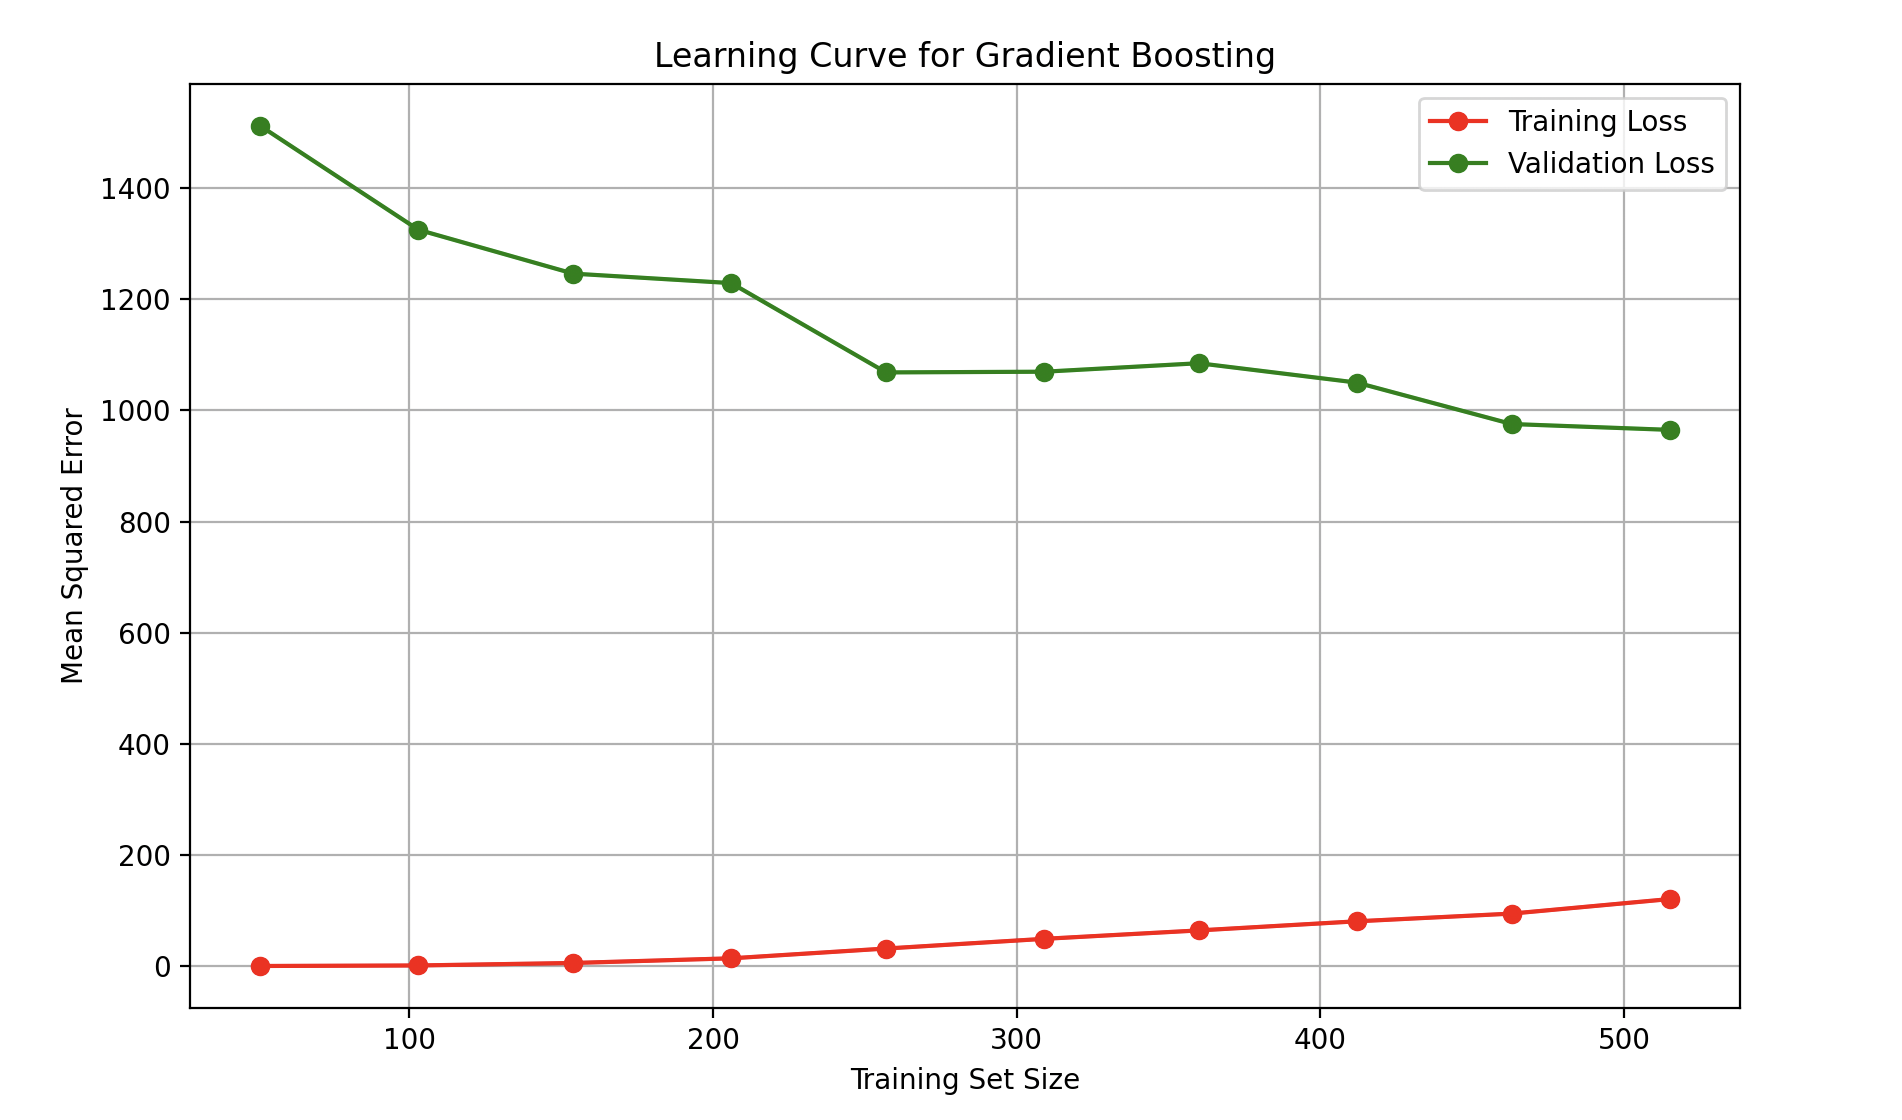 Learning Curve for Gradient Boosting
Training Loss
Validation Loss
Mean Squared Error
1400
1200
1000
800
600
400
200
0
100 200 300 400 500
Training Set Size